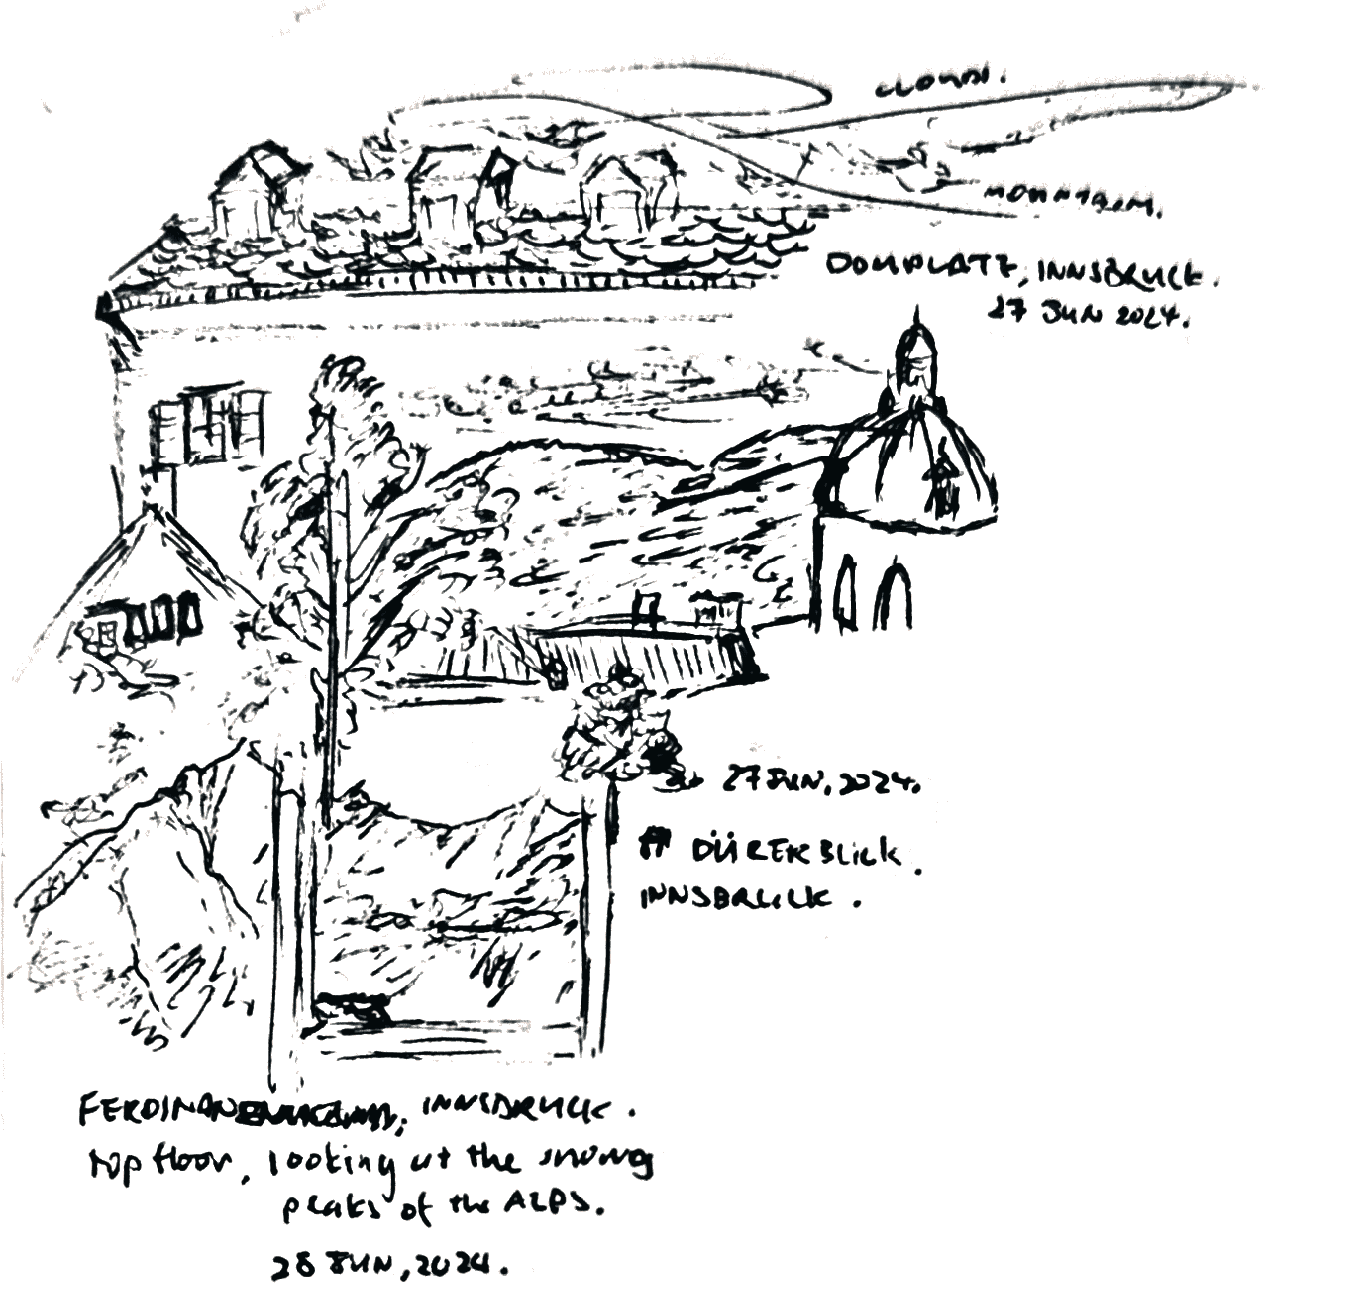 CLOUDS.
MOUNTAIN.
DOMPLATZ, INNSBRUCK.
27 JUN 2024.
27 JUN, 2024.
DÜRERBLICK.
INNSBRUCK.
INNSBRUCK.
top floor, looking at the snowy
peaks of the ALPS.
28 JUN, 2024.